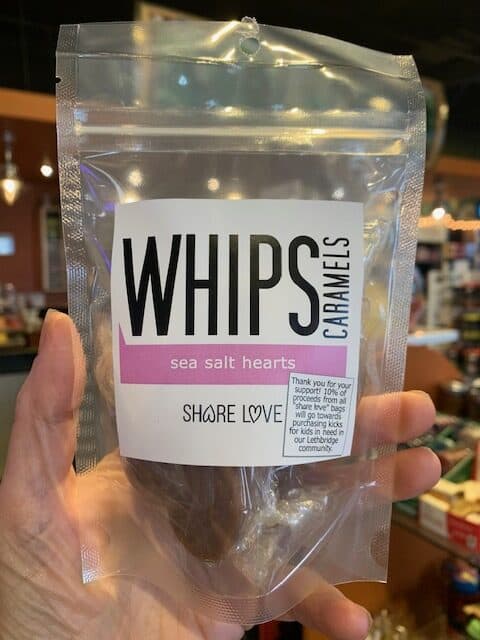 WHIPS
CARAMELS
sea salt hearts
SHARE LOVE
Thank you for your
support! 10% of
proceeds from all
"share love" bags
will go towards
purchasing kicks
for kids in need in
our Lethbridge
community.